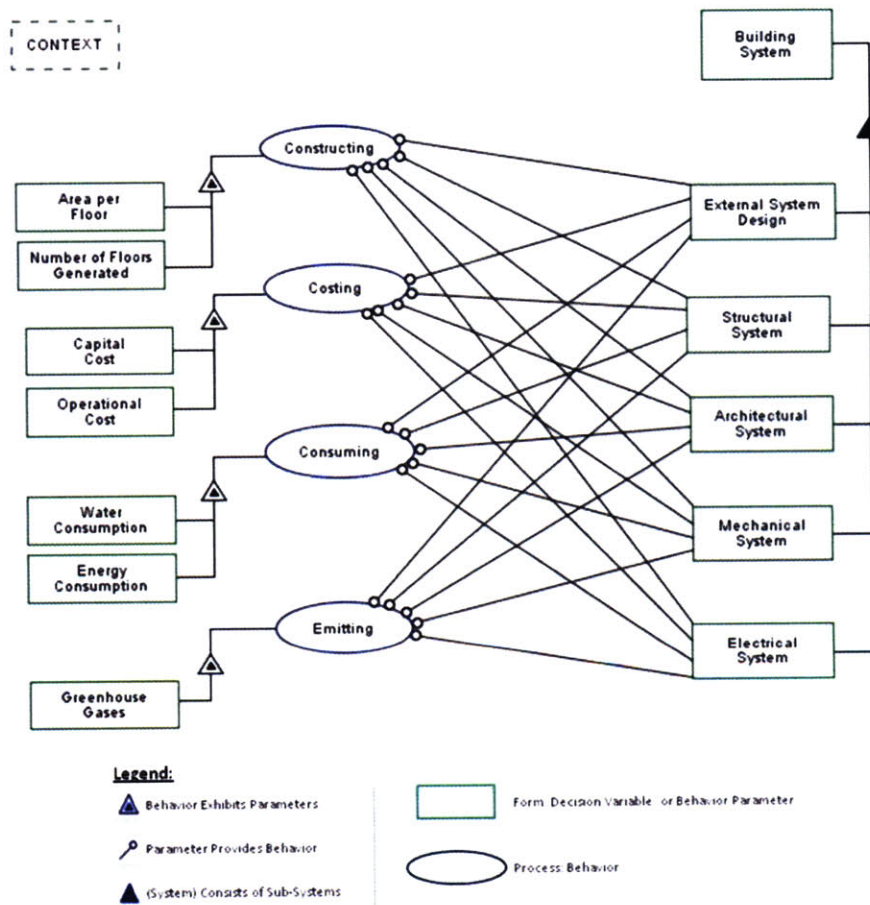 CONTEXT
Building
System
Constructing
Area per
Floor
External System
Design
Number of Floors
Generated
Costing
Structural
System
Capital
Cost
Operational
Cost
Architectural
System
Consuming
Water
Consumption
Mechanical
System
Energy
Consumption
Emitting
Electrical
System
Greenhouse
Gases
Legend:
Behavior Exhibits Parameters
Form: Decision Variable or Behavior Parameter
Parameter Provides Behavior
Process: Behavior
(System) Consists of Sub-Systems